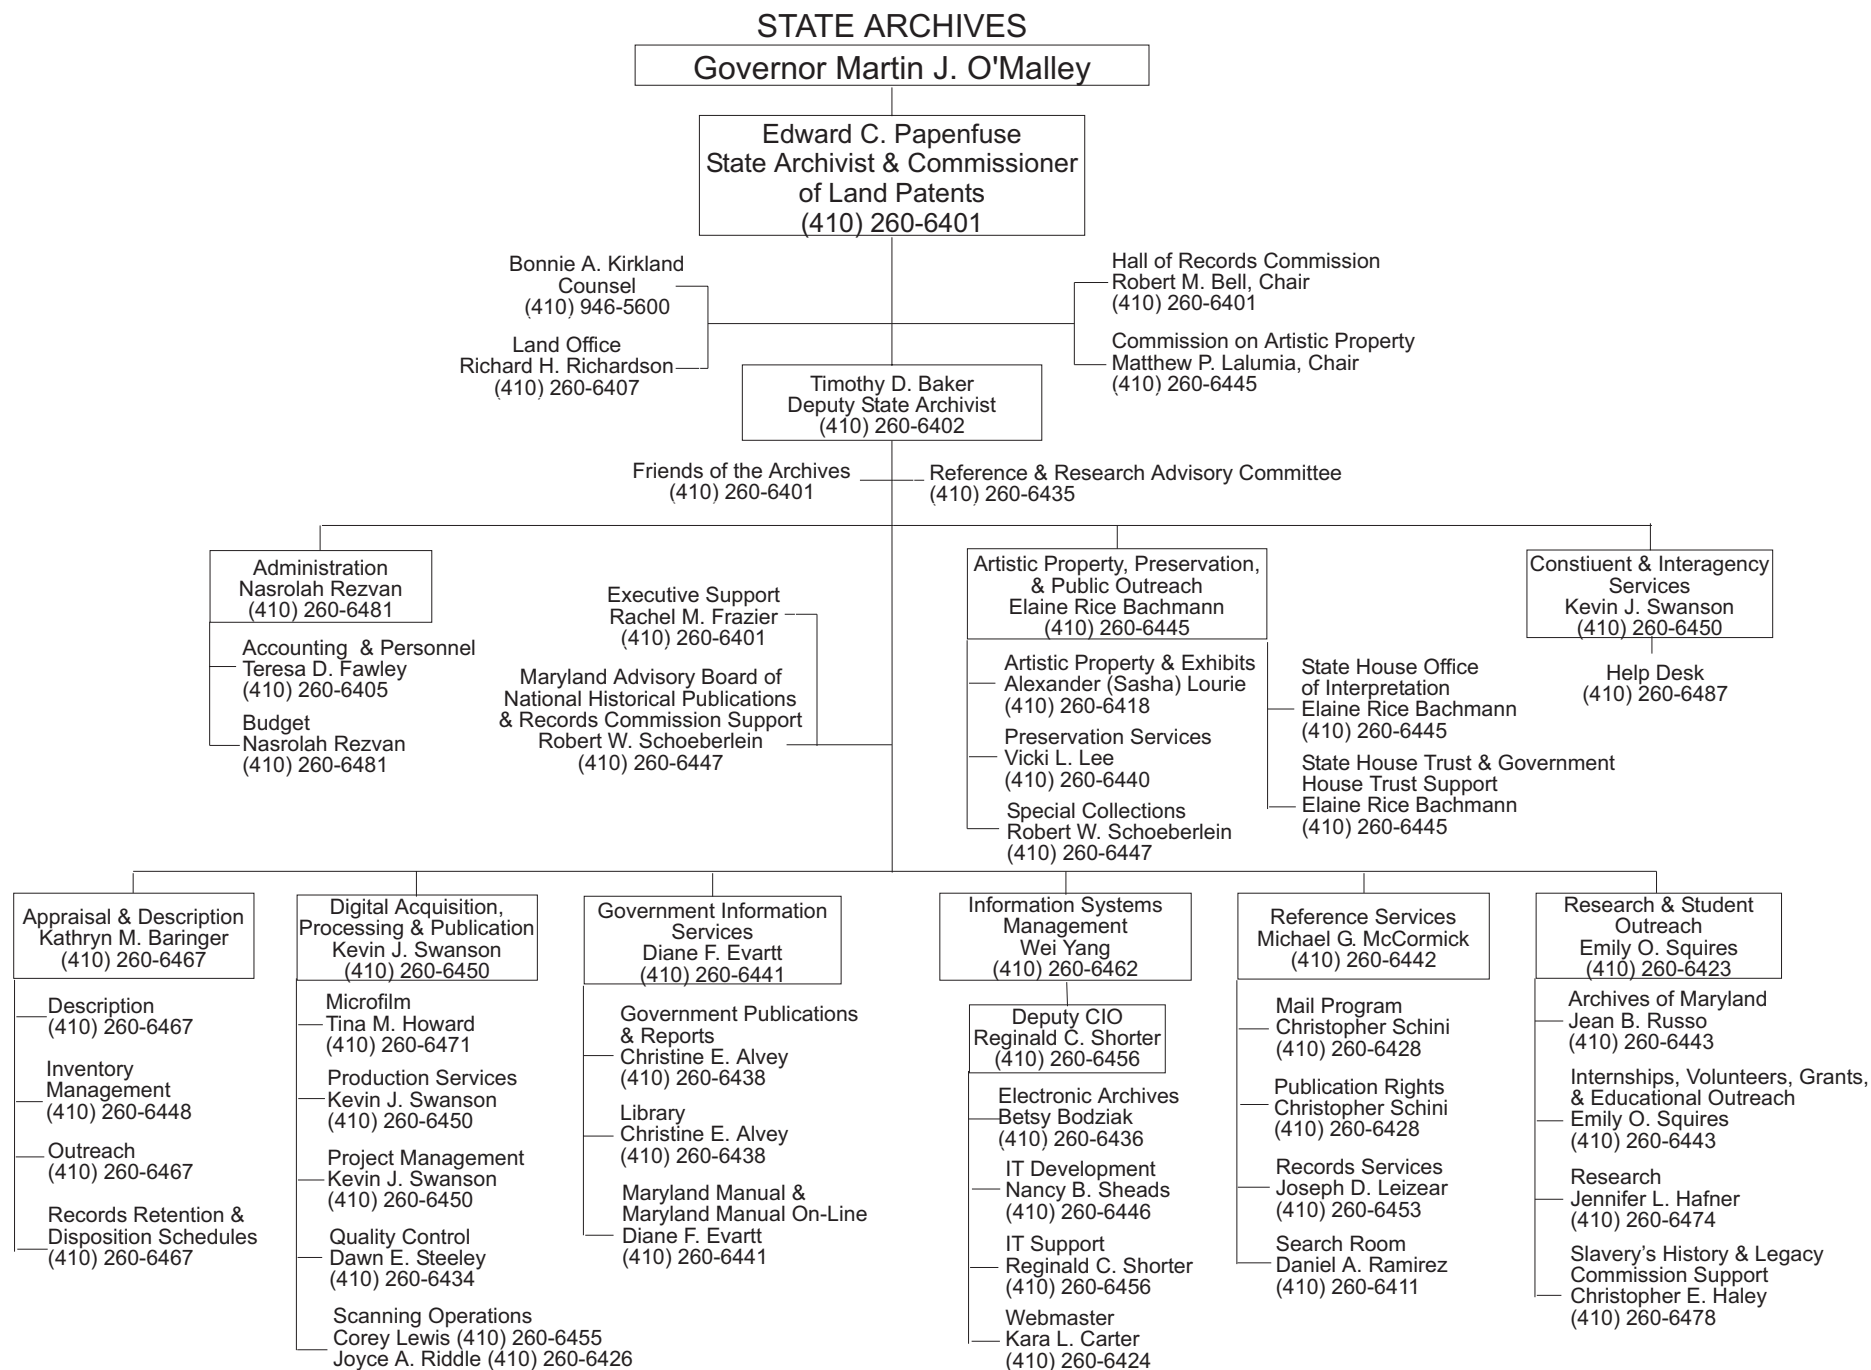 STATE ARCHIVES
Governor Martin J. O'Malley
Edward C. Papenfuse
State Archivist & Commissioner
of Land Patents
(410) 260-6401
Bonnie A. Kirkland
Counsel
(410) 946-5600
Land Office
Richard H. Richardson
(410) 260-6407
Hall of Records Commission
Robert M. Bell, Chair
(410) 260-6401
Commission on Artistic Property
Matthew P. Lalumia, Chair
(410) 260-6445
Timothy D. Baker
Deputy State Archivist
(410) 260-6402
Friends of the Archives
(410) 260-6401
Reference & Research Advisory Committee
(410) 260-6435
Administration
Nasrolah Rezvan
(410) 260-6481
Accounting & Personnel
Teresa D. Fawley
(410) 260-6405
Budget
Nasrolah Rezvan
(410) 260-6481
Executive Support
Rachel M. Frazier
(410) 260-6401
Maryland Advisory Board of
National Historical Publications
& Records Commission Support
Robert W. Schoeberlein
(410) 260-6447
Artistic Property, Preservation,
& Public Outreach
Elaine Rice Bachmann
(410) 260-6445
Artistic Property & Exhibits
Alexander (Sasha) Lourie
(410) 260-6418
Preservation Services
Vicki L. Lee
(410) 260-6440
Special Collections
Robert W. Schoeberlein
(410) 260-6447
State House Office
of Interpretation
Elaine Rice Bachmann
(410) 260-6445
State House Trust & Government
House Trust Support
Elaine Rice Bachmann
(410) 260-6445
Constiuent & Interagency
Services
Kevin J. Swanson
(410) 260-6450
Help Desk
(410) 260-6487
Appraisal & Description
Kathryn M. Baringer
(410) 260-6467
Description
(410) 260-6467
Inventory
Management
(410) 260-6448
Outreach
(410) 260-6467
Records Retention &
Disposition Schedules
(410) 260-6467
Digital Acquisition,
Processing & Publication
Kevin J. Swanson
(410) 260-6450
Microfilm
Tina M. Howard
(410) 260-6471
Production Services
Kevin J. Swanson
(410) 260-6450
Project Management
Kevin J. Swanson
(410) 260-6450
Quality Control
Dawn E. Steeley
(410) 260-6434
Scanning Operations
Corey Lewis (410) 260-6455
Joyce A. Riddle (410) 260-6426
Government Information
Services
Diane F. Evartt
(410) 260-6441
Government Publications
& Reports
Christine E. Alvey
(410) 260-6438
Library
Christine E. Alvey
(410) 260-6438
Maryland Manual &
Maryland Manual On-Line
Diane F. Evartt
(410) 260-6441
Information Systems
Management
Wei Yang
(410) 260-6462
Deputy CIO
Reginald C. Shorter
(410) 260-6456
Electronic Archives
Betsy Bodziak
(410) 260-6436
IT Development
Nancy B. Sheads
(410) 260-6446
IT Support
Reginald C. Shorter
(410) 260-6456
Webmaster
Kara L. Carter
(410) 260-6424
Reference Services
Michael G. McCormick
(410) 260-6442
Mail Program
Christopher Schini
(410) 260-6428
Publication Rights
Christopher Schini
(410) 260-6428
Records Services
Joseph D. Leizear
(410) 260-6453
Search Room
Daniel A. Ramirez
(410) 260-6411
Research & Student
Outreach
Emily O. Squires
(410) 260-6423
Archives of Maryland
Jean B. Russo
(410) 260-6443
Internships, Volunteers, Grants,
& Educational Outreach
Emily O. Squires
(410) 260-6443
Research
Jennifer L. Hafner
(410) 260-6474
Slavery's History & Legacy
Commission Support
Christopher E. Haley
(410) 260-6478